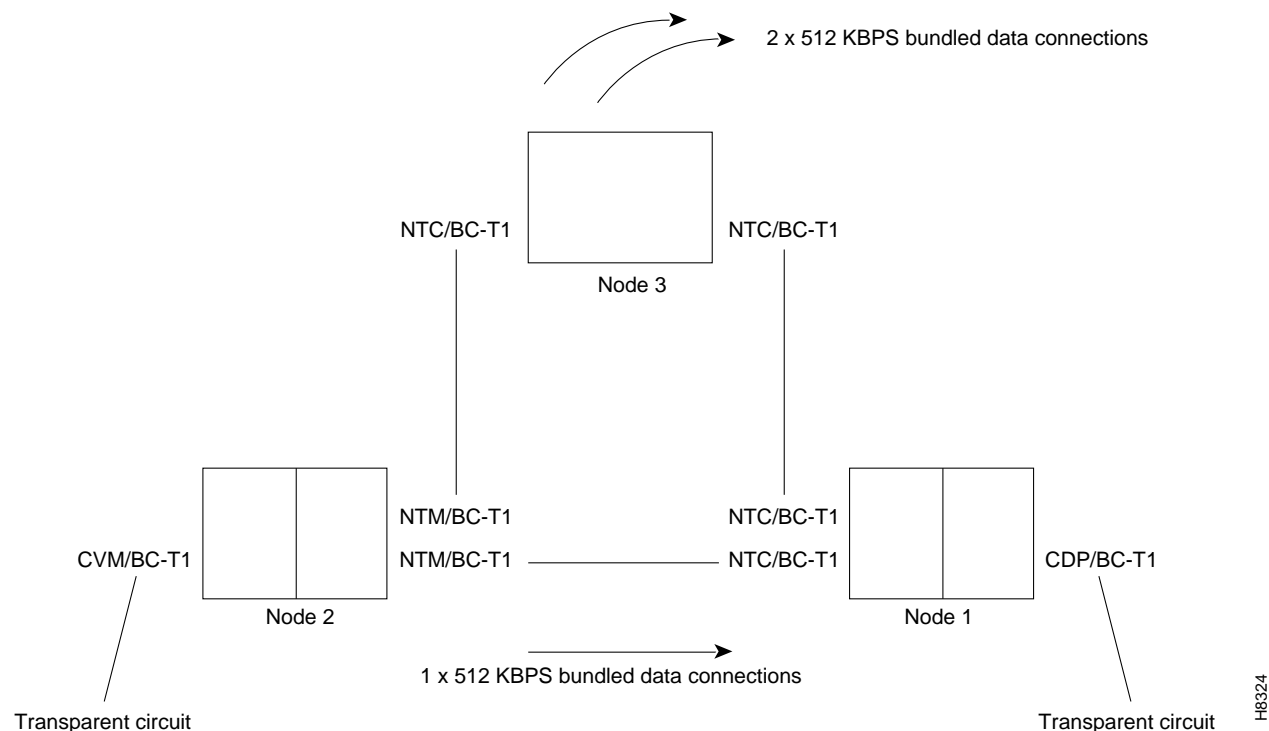 2 x 512 KBPS bundled data connections
NTC/BC-T1
NTC/BC-T1
Node 3
NTM/BC-T1
NTC/BC-T1
CVM/BC-T1
NTM/BC-T1
NTC/BC-T1
CDP/BC-T1
Node 2
Node 1
1 x 512 KBPS bundled data connections
Transparent circuit
Transparent circuit
H8324